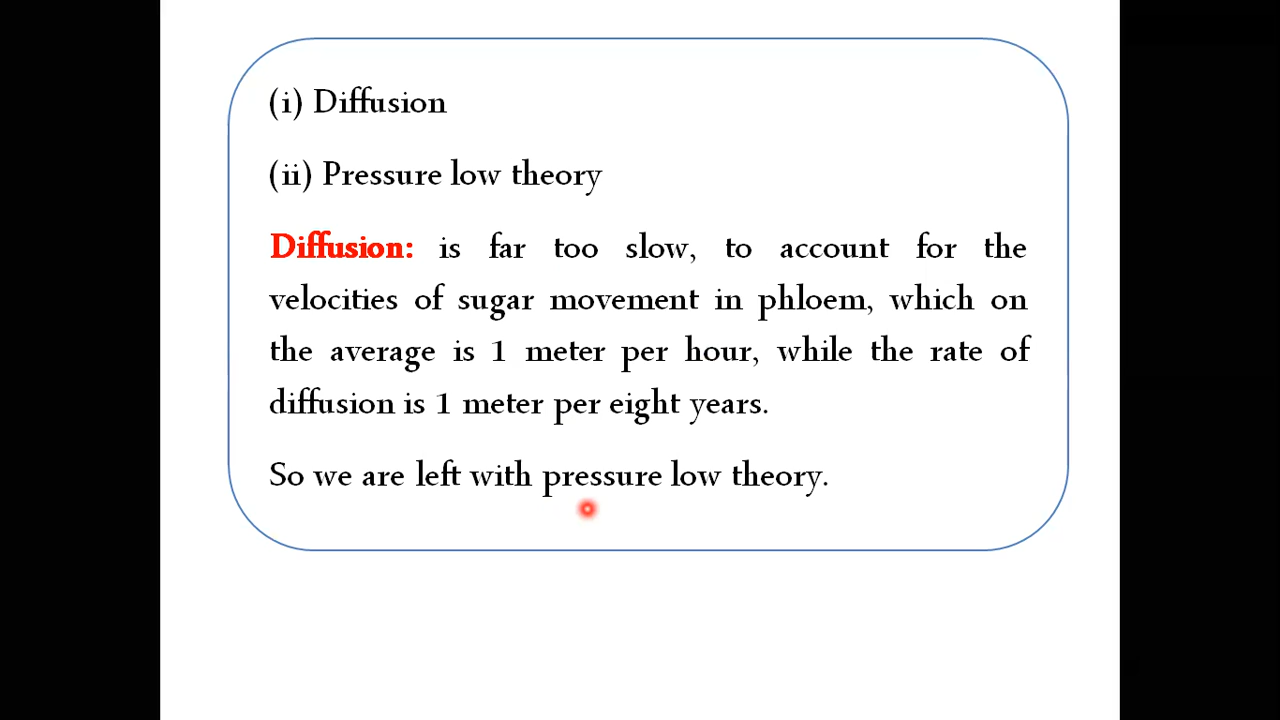 (i) Diffusion
(ii) Pressure low theory
Diffusion: is far too slow, to account for the
velocities of sugar movement in phloem, which on
the average is 1 meter per hour, while the rate of
diffusion is 1 meter per eight years.
So we are left with pressure low theory.